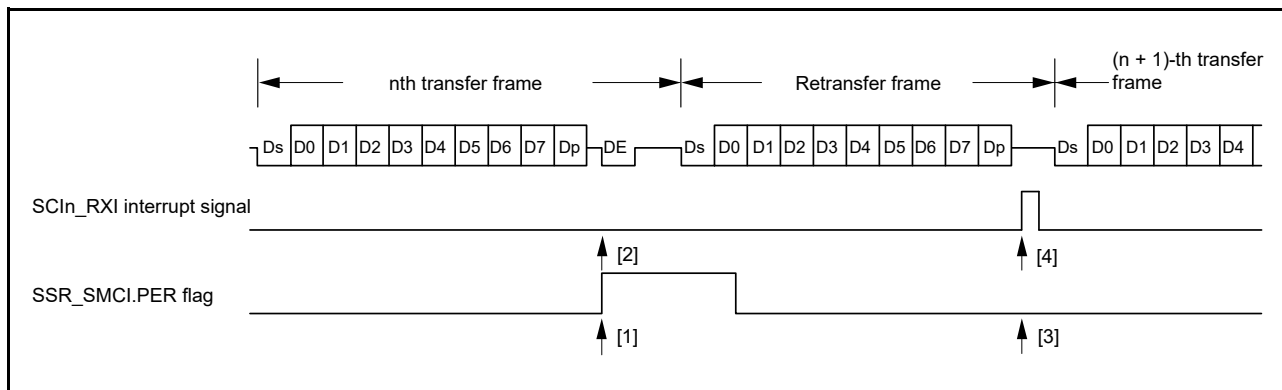 nth transfer frame Retransfer frame (n + 1)-th transfer
frame
Ds D0 D1 D2 D3 D4 D5 D6 D7 Dp DE Ds D0 D1 D2 D3 D4 D5 D6 D7 Dp Ds D0 D1 D2 D3 D4
SCIn_RXI interrupt signal
[2] [4]
SSR_SMCI.PER flag
[1] [3]